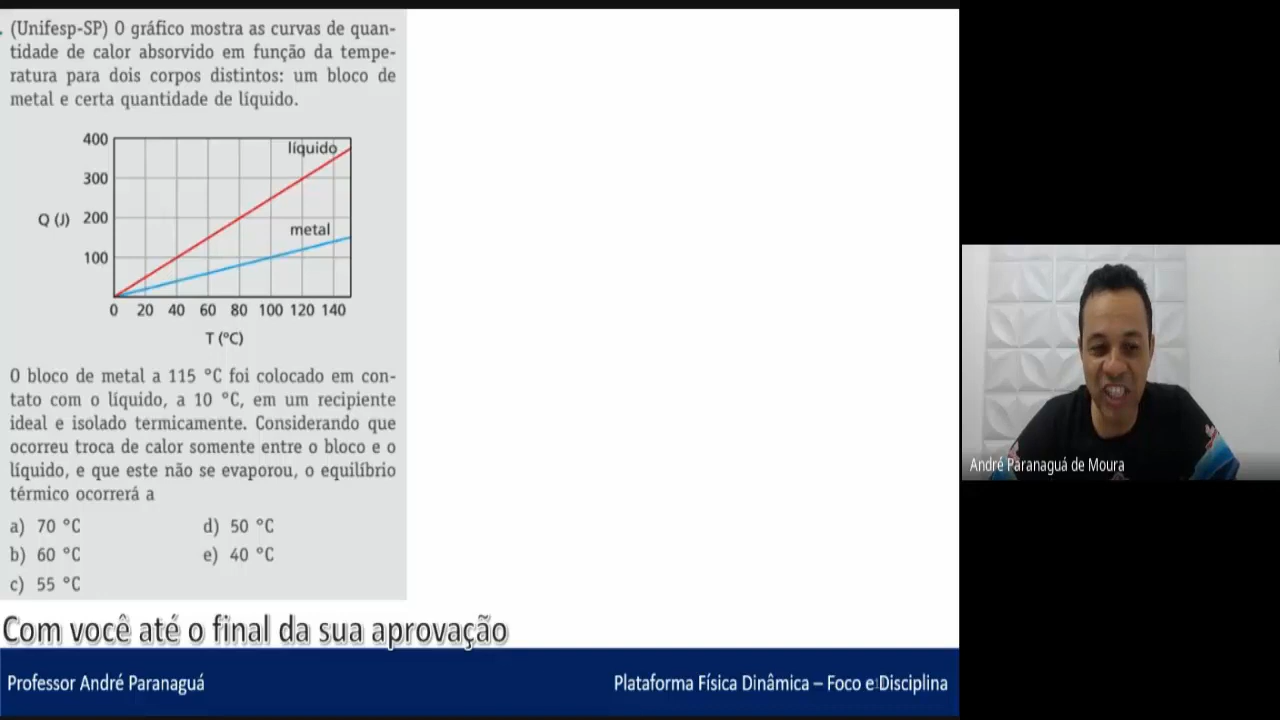 (Unifesp-SP) O gráfico mostra as curvas de quan-
tidade de calor absorvido em função da tempe-
ratura para dois corpos distintos: um bloco de
metal e certa quantidade de líquido.
400
líquido
300
Q (J) 200
metal
100
0 20 40 60 80 100 120 140
T (ºC)
O bloco de metal a 115 °C foi colocado em con-
tato com o líquido, a 10 °C, em um recipiente
ideal e isolado termicamente. Considerando que
ocorreu troca de calor somente entre o bloco e o
líquido, e que este não se evaporou, o equilíbrio
térmico ocorrerá a
a) 70 °C d) 50 °C
b) 60 °C e) 40 °C
c) 55 °C
Com você até o final da sua aprovação
Professor André Paranaguá Plataforma Física Dinâmica – Foco e Disciplina
André Paranaguá de Moura